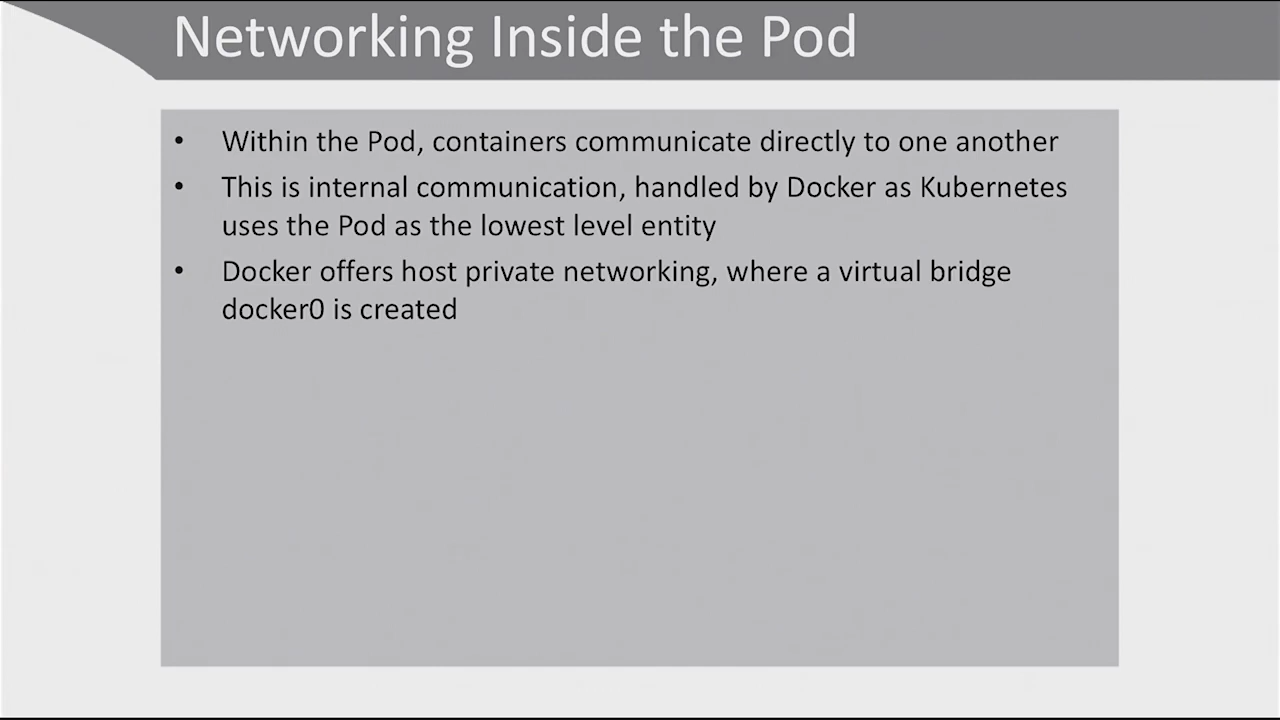 Networking Inside the Pod
• Within the Pod, containers communicate directly to one another
• This is internal communication, handled by Docker as Kubernetes
uses the Pod as the lowest level entity
• Docker offers host private networking, where a virtual bridge
docker0 is created